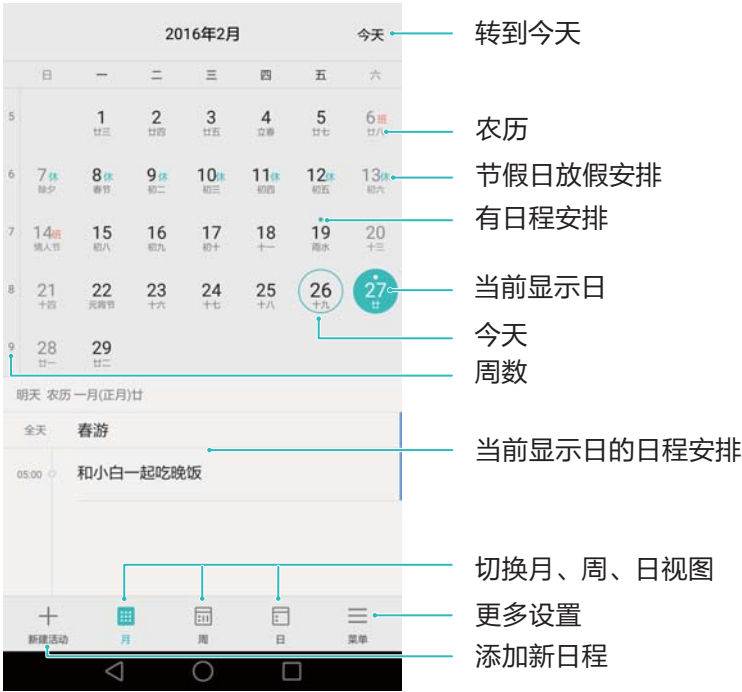 2016年2月 今天 转到今天
日 一 二 三 四 五 六
5 1 2 3 4 5 6班
廿三 廿四 廿五 立春 廿七 廿八 农历
6 7休 8休 9休 10休 11休 12休 13休 节假日放假安排
除夕 春节 初二 初三 初四 初五 初六
有日程安排
7 14班 15 16 17 18 19 20
情人节 初八 初九 初十 十一 雨水 十三
8 21 22 23 24 25 26 27 当前显示日
十四 元宵节 十六 十七 十八 十九 廿
今天
9 28 29
廿一 廿二 周数
明天 农历一月(正月)廿
全天 春游
当前显示日的日程安排
05:00 和小白一起吃晚饭
切换月、周、日视图
更多设置
新建活动 月 周 日 菜单
添加新日程